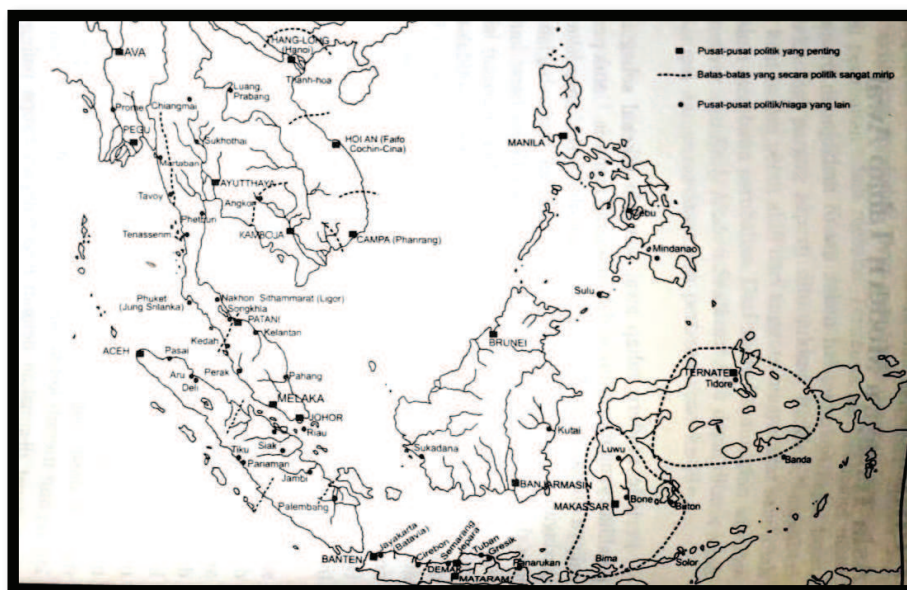 THANG-LONG
(Hanoi)
AVA
Thanh-hoa
Luang,
Prabang
Chiangmai
Prome
PEGU
Sukhothai
HOI AN (Faifo
Cochin-Cina)
Martaban
AYUTTHAYA
Tavoy
Angkor
Phetburi
Tenasserim
KAMBOJA
CAMPA (Phanrang)
Phuket
(Jung Srilanka)
Nakhon Sithammarat (Ligor)
Songkhla
PATANI
Kelantan
Kedah
ACEH
Pasai
Perak
Pahang
Aru
Deli
MELAKA
JOHOR
Riau
Siak
Tiku
Pariaman
Jambi
Palembang
BANTEN
Jayakarta
(Batavia)
Cirebon
Semarang
Jepara
DEMAK
MATARAM
Tuban
Gresik
Panarukan
Pusat-pusat politik yang penting
Batas-batas yang secara politik sangat mirip
Pusat-pusat politik/niaga yang lain
MANILA
Cebu
Mindanao
Sulu
BRUNEI
Kutai
Sukadana
BANJARMASIN
TERNATE
Tidore
Luwu
Banda
MAKASSAR
Bone
Buton
Bima
Solor